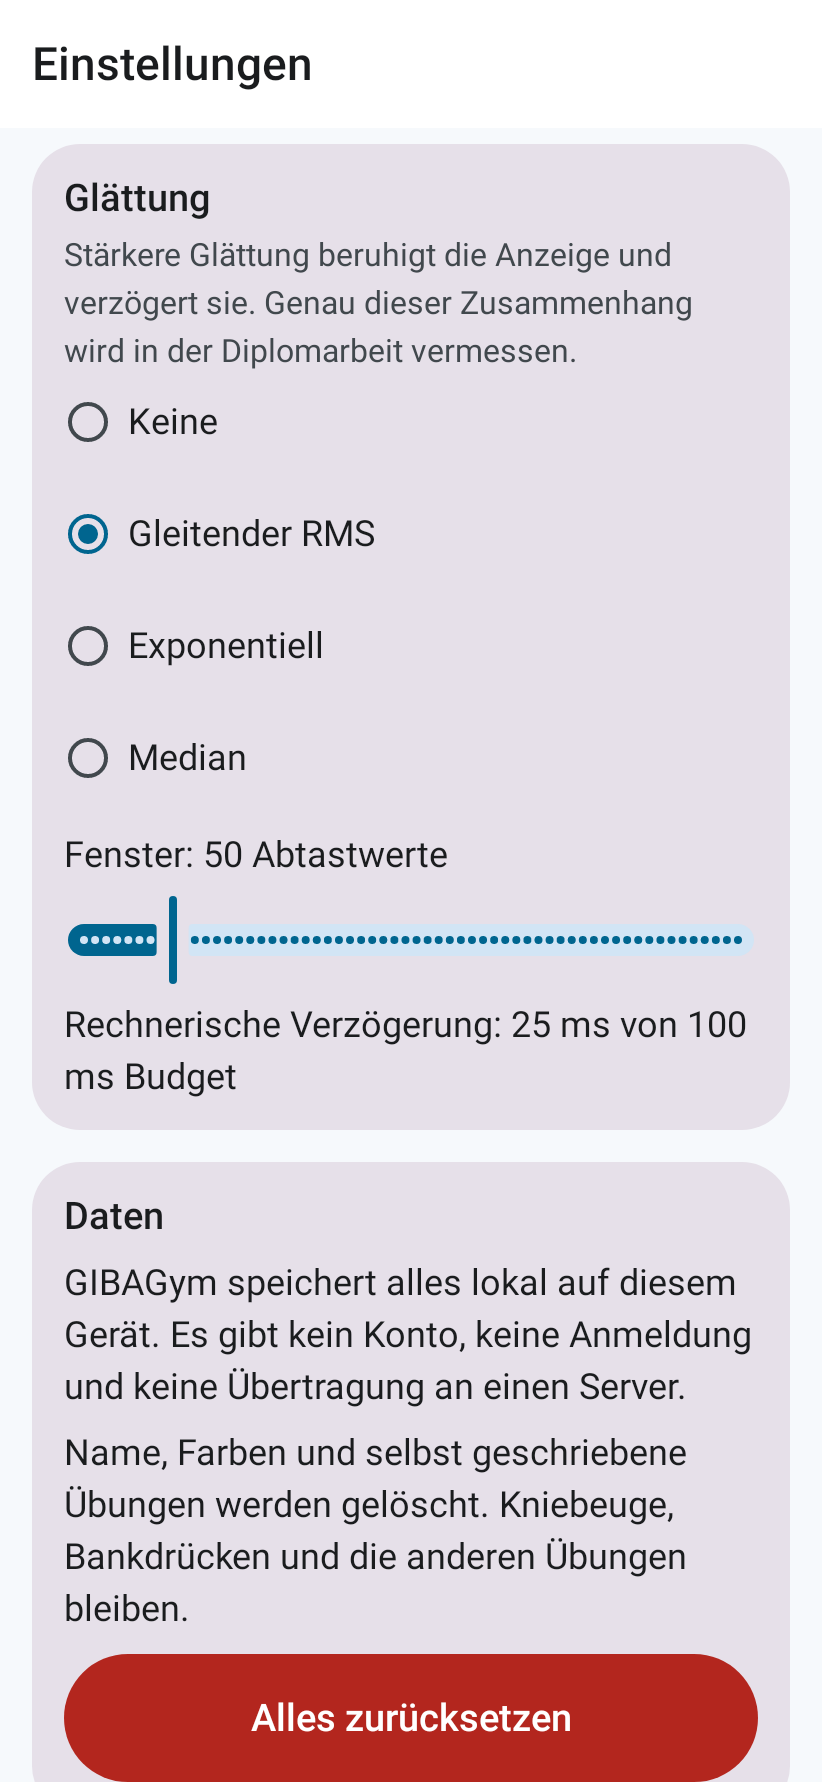 Einstellungen
Glättung
Stärkere Glättung beruhigt die Anzeige und
verzögert sie. Genau dieser Zusammenhang
wird in der Diplomarbeit vermessen.
Keine
Gleitender RMS
Exponentiell
Median
Fenster: 50 Abtastwerte
Rechnerische Verzögerung: 25 ms von 100
ms Budget
Daten
GIBAGym speichert alles lokal auf diesem
Gerät. Es gibt kein Konto, keine Anmeldung
und keine Übertragung an einen Server.
Name, Farben und selbst geschriebene
Übungen werden gelöscht. Kniebeuge,
Bankdrücken und die anderen Übungen
bleiben.
Alles zurücksetzen